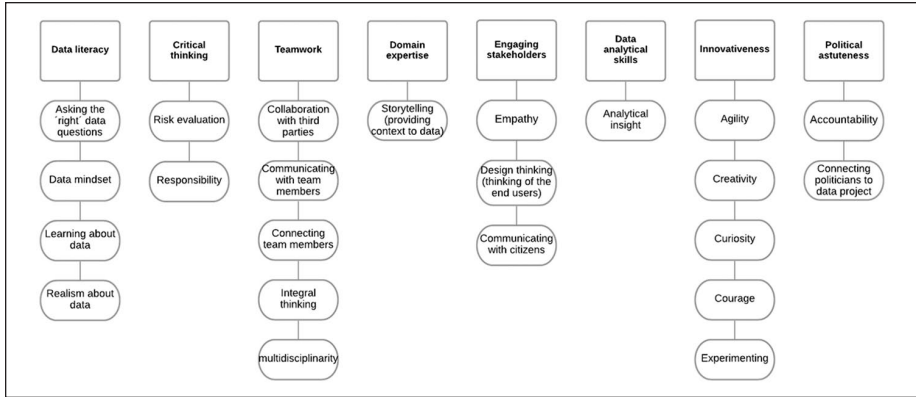 Data literacy
Asking the
´right´ data
questions
Data mindset
Learning about
data
Realism about
data
Critical
thinking
Risk evaluation
Responsibility
Teamwork
Collaboration
with third
parties
Communicating
with team
members
Connecting
team members
Integral
thinking
multidisciplinarity
Domain
expertise
Storytelling
(providing
context to data)
Engaging
stakeholders
Empathy
Design thinking
(thinking of the
end users)
Communicating
with citizens
Data
analytical
skills
Analytical
insight
Innovativeness
Agility
Creativity
Curiosity
Courage
Experimenting
Political
astuteness
Accountability
Connecting
politicians to
data project